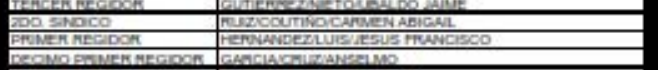 TERCER REGIDOR GUTIERREZ/NIETO/UBALDO JAIME
2DO. SINDICO RUIZ/COUTIÑO/CARMEN ABIGAIL
PRIMER REGIDOR HERNANDEZ/LUIS/JESUS FRANCISCO
DECIMO PRIMER REGIDOR GARCIA/CRUZ/ANSELMO